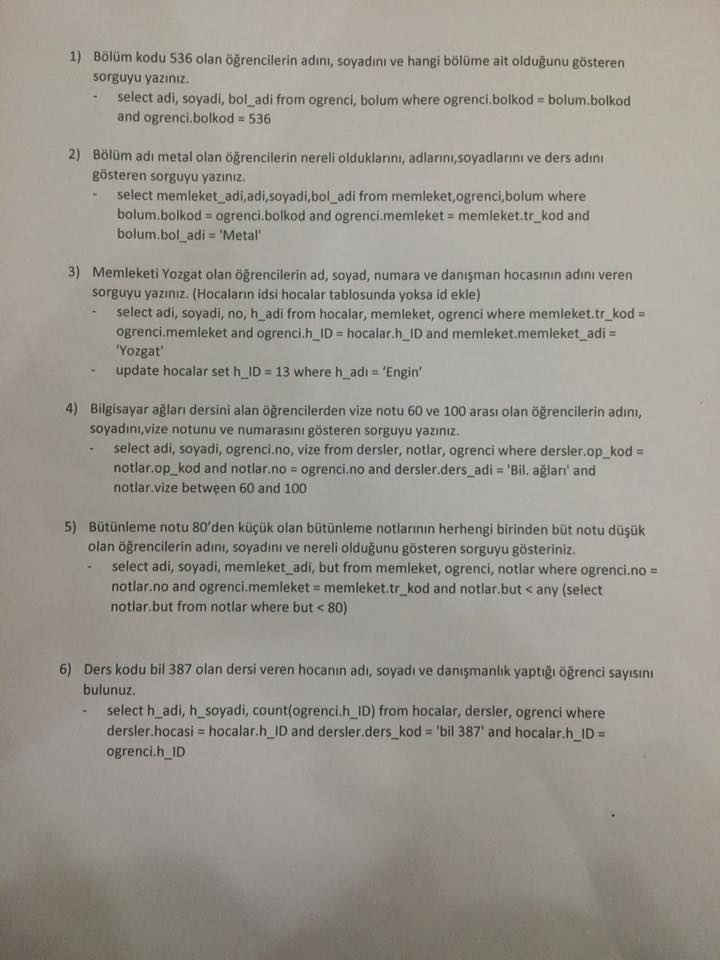 1) Bölüm kodu 536 olan öğrencilerin adını, soyadını ve hangi bölüme ait olduğunu gösteren
sorguyu yazınız.
- select adi, soyadi, bol_adi from ogrenci, bolum where ogrenci.bolkod = bolum.bolkod
and ogrenci.bolkod = 536
2) Bölüm adı metal olan öğrencilerin nereli olduklarını, adlarını,soyadlarını ve ders adını
gösteren sorguyu yazınız.
- select memleket_adi,adi,soyadi,bol_adi from memleket,ogrenci,bolum where
bolum.bolkod = ogrenci.bolkod and ogrenci.memleket = memleket.tr_kod and
bolum.bol_adi = 'Metal'
3) Memleketi Yozgat olan öğrencilerin ad, soyad, numara ve danışman hocasının adını veren
sorguyu yazınız. (Hocaların idsi hocalar tablosunda yoksa id ekle)
- select adi, soyadi, no, h_adi from hocalar, memleket, ogrenci where memleket.tr_kod =
ogrenci.memleket and ogrenci.h_ID = hocalar.h_ID and memleket.memleket_adi =
'Yozgat'
- update hocalar set h_ID = 13 where h_adı = ‘Engin’
4) Bilgisayar ağları dersini alan öğrencilerden vize notu 60 ve 100 arası olan öğrencilerin adını,
soyadını,vize notunu ve numarasını gösteren sorguyu yazınız.
- select adi, soyadi, ogrenci.no, vize from dersler, notlar, ogrenci where dersler.op_kod =
notlar.op_kod and notlar.no = ogrenci.no and dersler.ders_adi = 'Bil. ağları' and
notlar.vize between 60 and 100
5) Bütünleme notu 80’den küçük olan bütünleme notlarının herhengi birinden büt notu düşük
olan öğrencilerin adını, soyadını ve nereli olduğunu gösteren sorguyu gösteriniz.
- select adi, soyadi, memleket_adi, but from memleket, ogrenci, notlar where ogrenci.no =
notlar.no and ogrenci.memleket = memleket.tr_kod and notlar.but < any (select
notlar.but from notlar where but < 80)
6) Ders kodu bil 387 olan dersi veren hocanın adı, soyadı ve danışmanlık yaptığı öğrenci sayısını
bulunuz.
- select h_adi, h_soyadi, count(ogrenci.h_ID) from hocalar, dersler, ogrenci where
dersler.hocasi = hocalar.h_ID and dersler.ders_kod = 'bil 387' and hocalar.h_ID =
ogrenci.h_ID